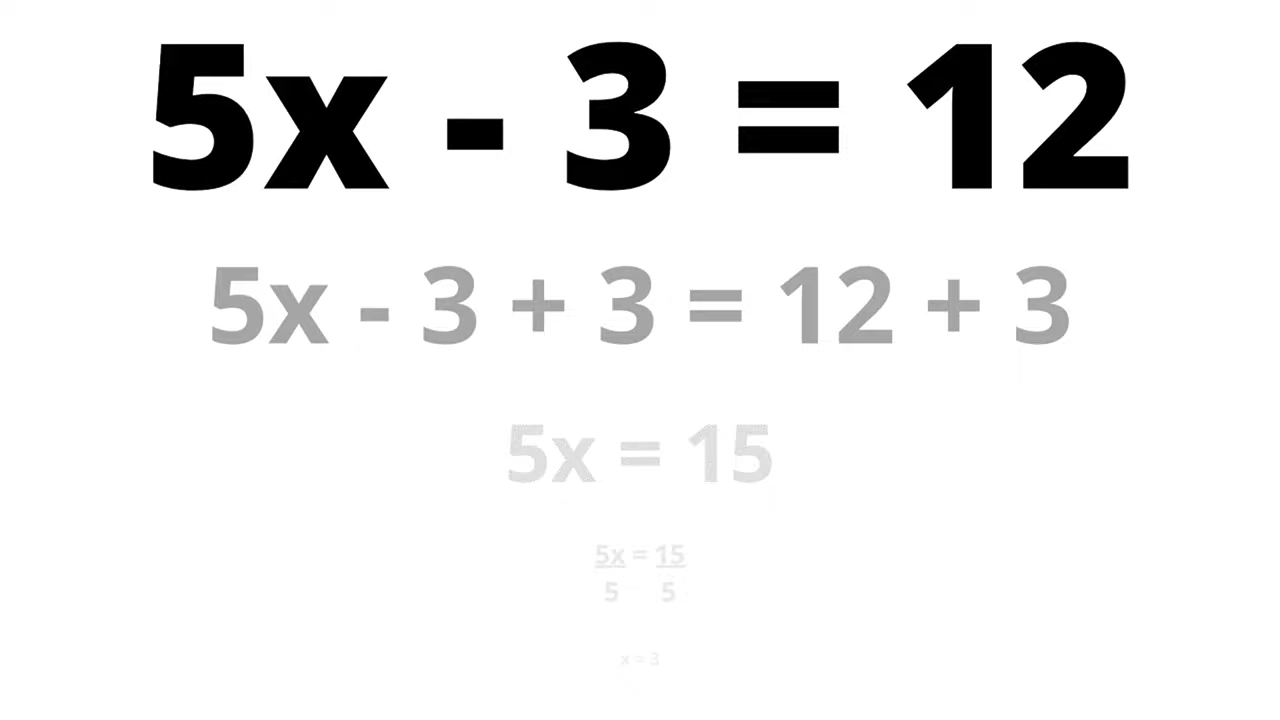 5x - 3 = 12
5x - 3 + 3 = 12 + 3
5x = 15
5x = 15
5 5
x = 3